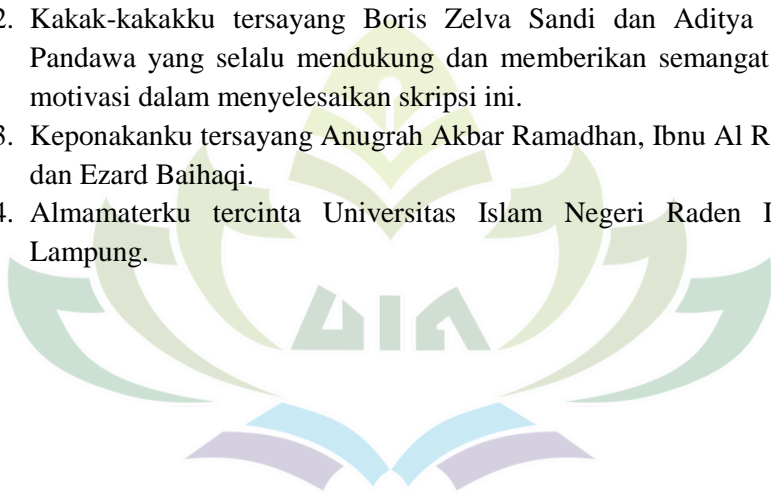 2. Kakak-kakakku tersayang Boris Zelva Sandi dan Aditya
Pandawa yang selalu mendukung dan memberikan semangat
motivasi dalam menyelesaikan skripsi ini.
3. Keponakanku tersayang Anugrah Akbar Ramadhan, Ibnu Al
dan Ezard Baihaqi.
4. Almamaterku tercinta Universitas Islam Negeri Raden
Lampung.
UIN